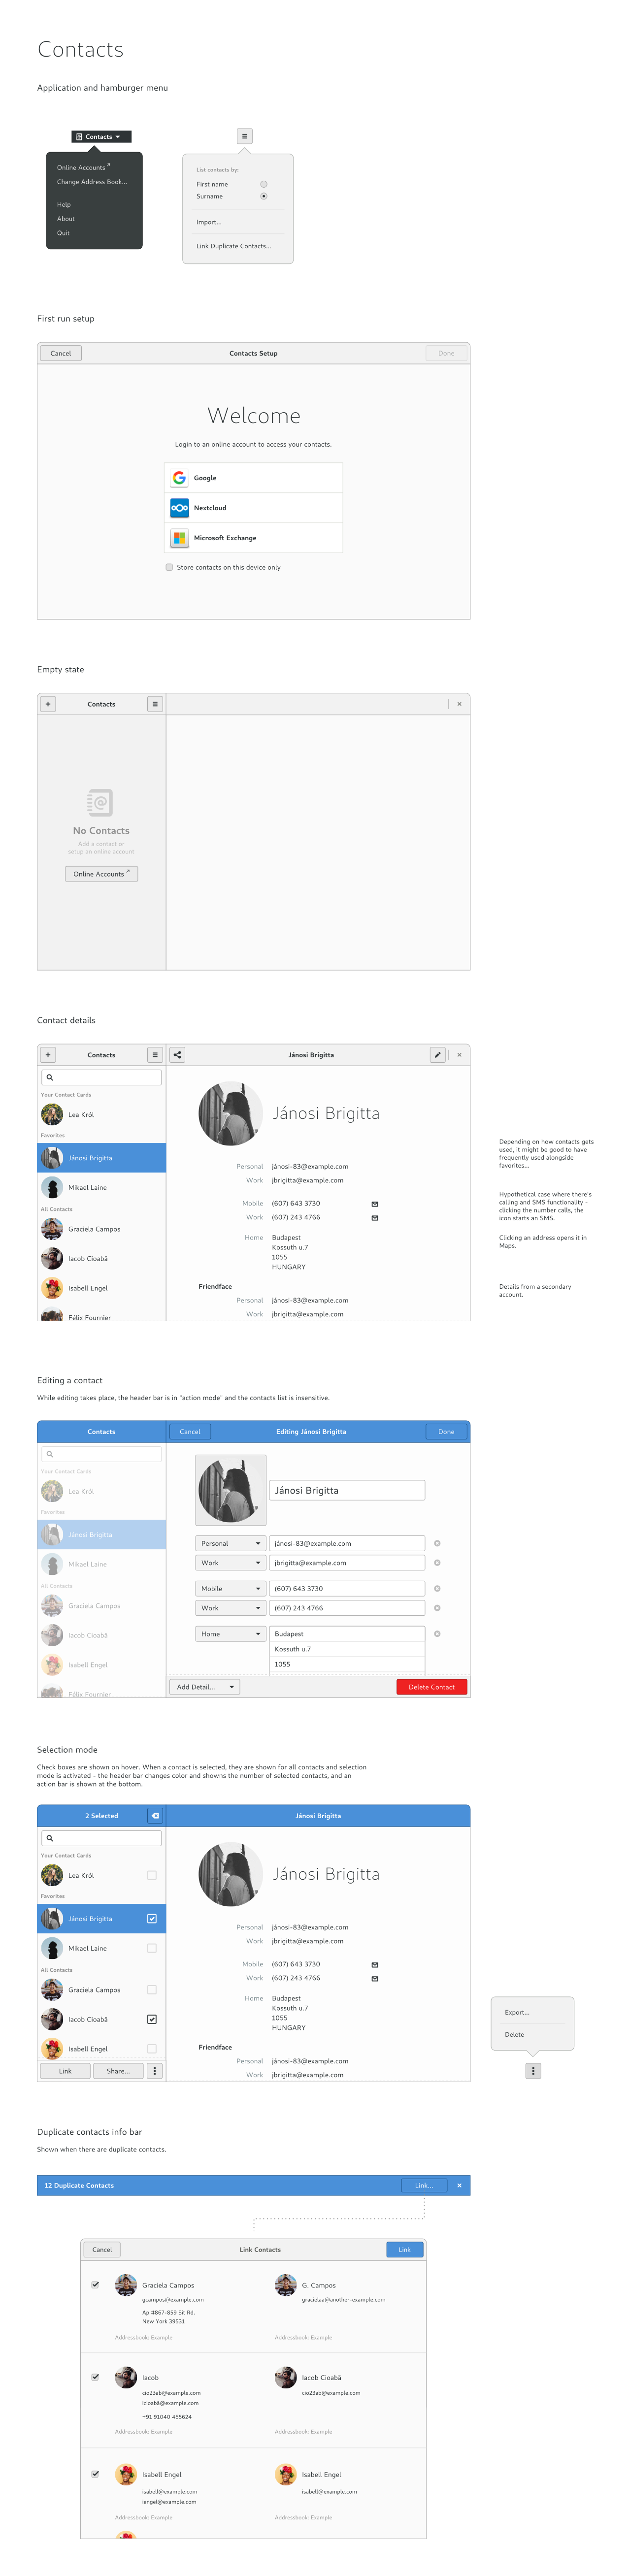 Contacts
Application and hamburger menu
Contacts
Online Accounts
Change Address Book...
Help
About
Quit
List contacts by:
First name
Surname
Import...
Link Duplicate Contacts...
First run setup
Cancel
Contacts Setup
Done
Welcome
Login to an online account to access your contacts.
Google
Nextcloud
Microsoft Exchange
Store contacts on this device only
Empty state
Contacts
No Contacts
Add a contact or
setup an online account
Online Accounts
Contact details
Contacts
Jánosi Brigitta
Your Contact Cards
Lea Król
Favorites
Jánosi Brigitta
Mikael Laine
All Contacts
Graciela Campos
Iacob Cioabă
Isabell Engel
Félix Fournier
Jánosi Brigitta
Personal jánosi-83@example.com
Work jbrigitta@example.com
Mobile (607) 643 3730
Work (607) 243 4766
Home Budapest
Kossuth u.7
1055
HUNGARY
Friendface
Personal jánosi-83@example.com
Work jbrigitta@example.com
Depending on how contacts gets
used, it might be good to have
frequently used alongside
favorites...
Hypothetical case where there's
calling and SMS functionality -
clicking the number calls, the
icon starts an SMS.
Clicking an address opens it in
Maps.
Details from a secondary
account.
Editing a contact
While editing takes place, the header bar is in "action mode" and the contacts list is insensitive.
Contacts
Cancel
Editing Jánosi Brigitta
Done
Your Contact Cards
Lea Król
Favorites
Jánosi Brigitta
Mikael Laine
All Contacts
Graciela Campos
Iacob Cioabă
Isabell Engel
Félix Fournier
Jánosi Brigitta
Personal jánosi-83@example.com
Work jbrigitta@example.com
Mobile (607) 643 3730
Work (607) 243 4766
Home Budapest
Kossuth u.7
1055
Add Detail...
Delete Contact
Selection mode
Check boxes are shown on hover. When a contact is selected, they are shown for all contacts and selection
mode is activated - the header bar changes color and showns the number of selected contacts, and an
action bar is shown at the bottom.
2 Selected
Jánosi Brigitta
Your Contact Cards
Lea Król
Favorites
Jánosi Brigitta
Mikael Laine
All Contacts
Graciela Campos
Iacob Cioabă
Isabell Engel
Link
Share...
Jánosi Brigitta
Personal jánosi-83@example.com
Work jbrigitta@example.com
Mobile (607) 643 3730
Work (607) 243 4766
Home Budapest
Kossuth u.7
1055
HUNGARY
Friendface
Personal jánosi-83@example.com
Work jbrigitta@example.com
Export...
Delete
Duplicate contacts info bar
Shown when there are duplicate contacts.
12 Duplicate Contacts
Link...
Cancel
Link Contacts
Link
Graciela Campos
gcampos@example.com
Ap #867-859 Sit Rd.
New York 39531
Addressbook: Example
G. Campos
gracielaa@another-example.com
Addressbook: Example
Iacob
cio23ab@example.com
icioabă@example.com
+91 91040 455624
Addressbook: Example
Iacob Cioabă
cio23ab@example.com
Addressbook: Example
Isabell Engel
isabell@example.com
iengel@example.com
Addressbook: Example
Isabell Engel
isabell@example.com
Addressbook: Example